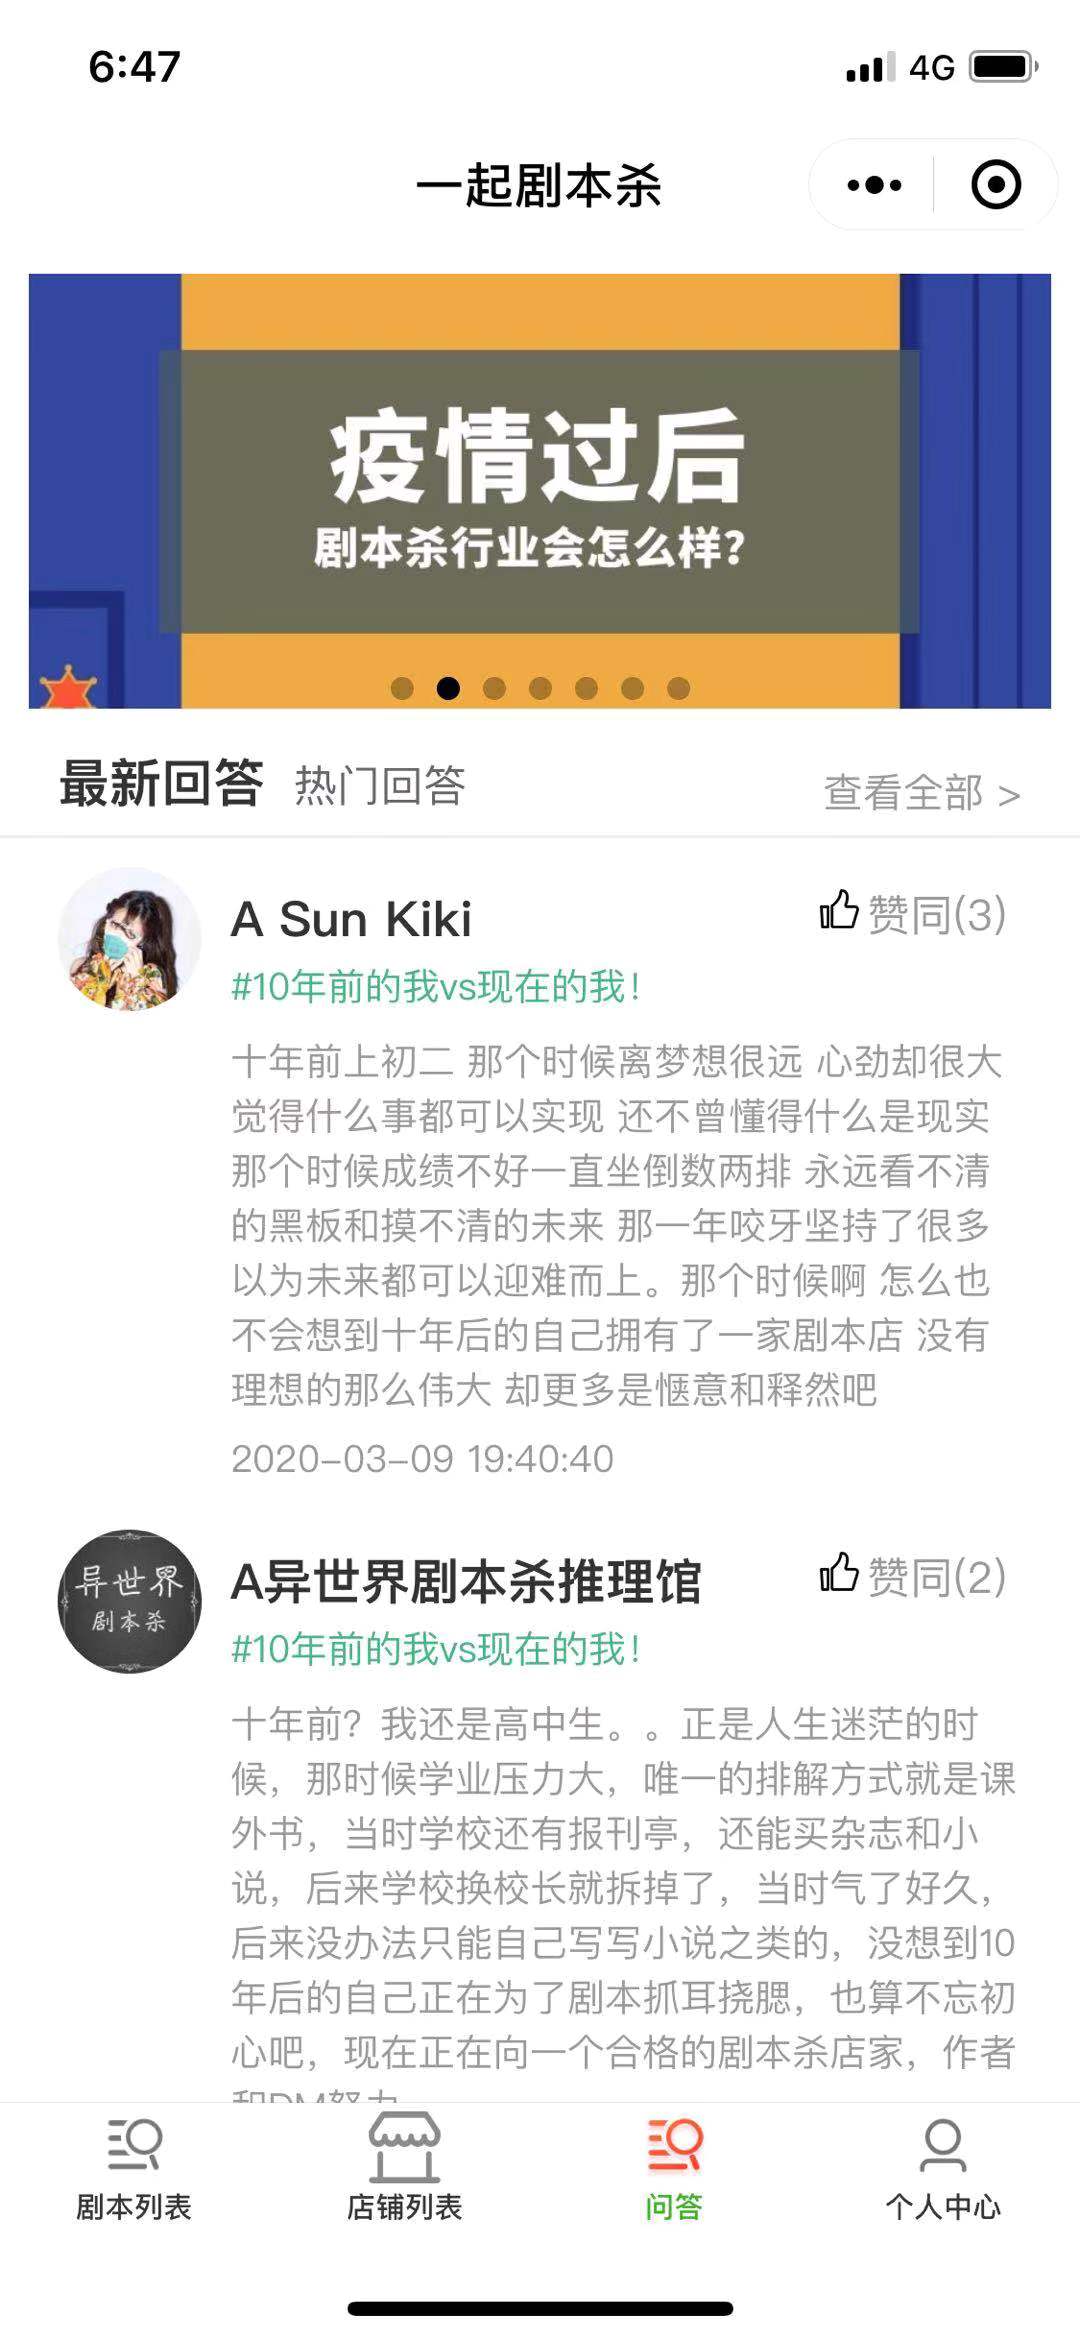 6:47
4G
一起剧本杀
疫情过后
剧本杀行业会怎么样?
最新回答 热门回答 查看全部 >
A Sun Kiki
赞同(3)
#10年前的我vs现在的我！
十年前上初二 那个时候离梦想很远 心劲却很大
觉得什么事都可以实现 还不曾懂得什么是现实
那个时候成绩不好一直坐倒数两排 永远看不清
的黑板和摸不清的未来 那一年咬牙坚持了很多
以为未来都可以迎难而上。那个时候啊 怎么也
不会想到十年后的自己拥有了一家剧本店 没有
理想的那么伟大 却更多是惬意和释然吧
2020-03-09 19:40:40
异世界
剧本杀
A异世界剧本杀推理馆
赞同(2)
#10年前的我vs现在的我！
十年前？我还是高中生。。正是人生迷茫的时
候，那时候学业压力大，唯一的排解方式就是课
外书，当时学校还有报刊亭，还能买杂志和小
说，后来学校换校长就拆掉了，当时气了好久，
后来没办法只能自己写写小说之类的，没想到10
年后的自己正在为了剧本抓耳挠腮，也算不忘初
心吧，现在正在向一个合格的剧本杀店家，作者
和DM努力
剧本列表 店铺列表 问答 个人中心